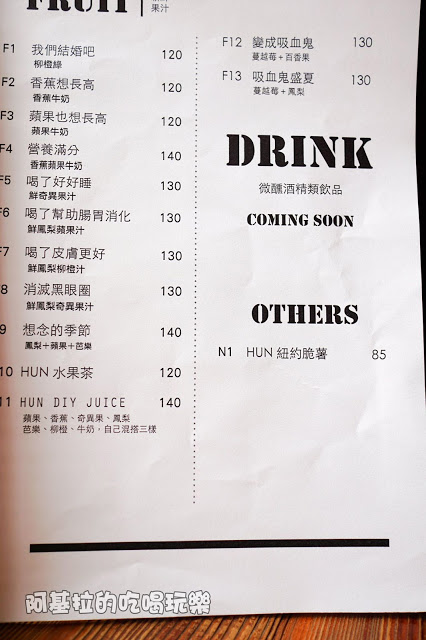 FRUIT
果汁
F1 我們結婚吧 120
柳橙綠
F2 香蕉想長高 120
香蕉牛奶
F3 蘋果也想長高 120
蘋果牛奶
F4 營養滿分 140
香蕉蘋果牛奶
F5 喝了好好睡 130
鮮奇異果汁
F6 喝了幫助腸胃消化 130
鮮鳳梨蘋果汁
F7 喝了皮膚更好 130
鮮鳳梨柳橙汁
F8 消滅黑眼圈 130
鮮鳳梨奇異果汁
9 想念的季節 140
鳳梨+蘋果+芭樂
10 HUN 水果茶 120
11 HUN DIY JUICE 140
蘋果、香蕉、奇異果、鳳梨
芭樂、柳橙、牛奶，自己混搭三樣
F12 變成吸血鬼 130
蔓越莓+百香果
F13 吸血鬼盛夏 130
蔓越莓+鳳梨
DRINK
微醺酒精類飲品
COMING SOON
OTHERS
N1 HUN 紐約脆薯 85
阿基拉的吃喝玩樂